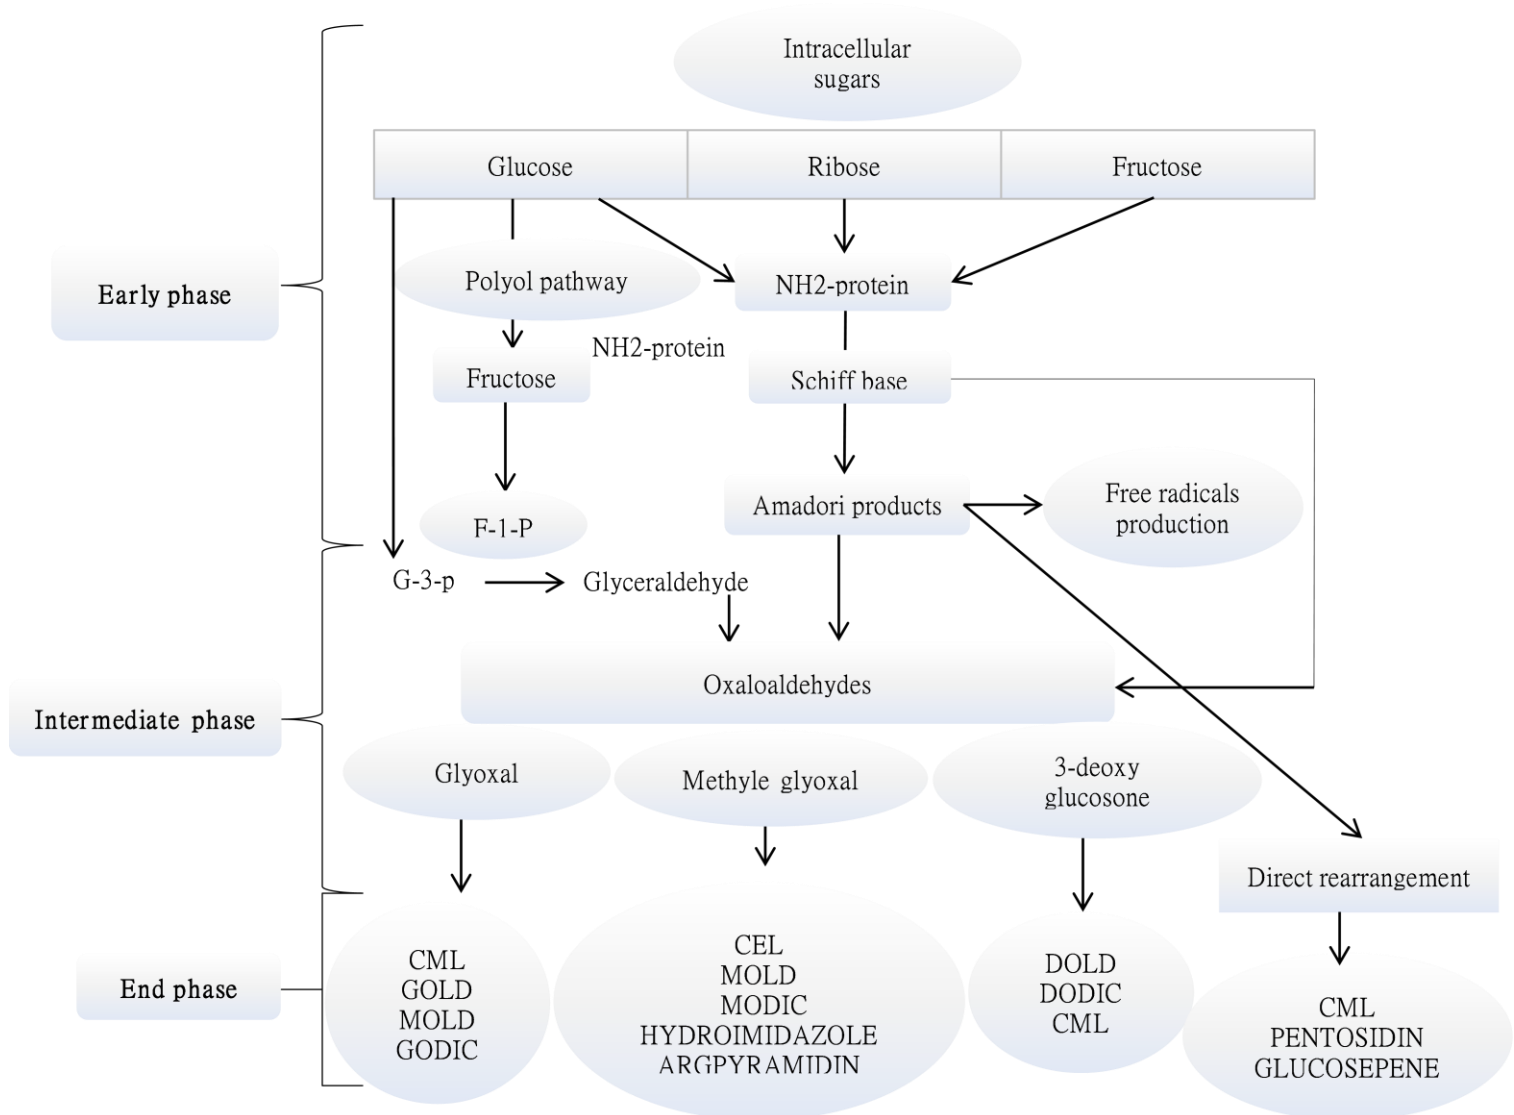 Intracellular
sugars
Glucose
Ribose
Fructose
Early phase
Polyol pathway
NH2-protein
NH2-protein
Fructose
Schiff base
Amadori products
Free radicals
production
F-1-P
G-3-p
Glyceraldehyde
Oxaloaldehydes
Intermediate phase
Glyoxal
Methyle glyoxal
3-deoxy
glucosone
Direct rearrangement
End phase
CML
GOLD
MOLD
GODIC
CEL
MOLD
MODIC
HYDROIMIDAZOLE
ARGPYRAMIDIN
DOLD
DODIC
CML
CML
PENTOSIDIN
GLUCOSEPENE